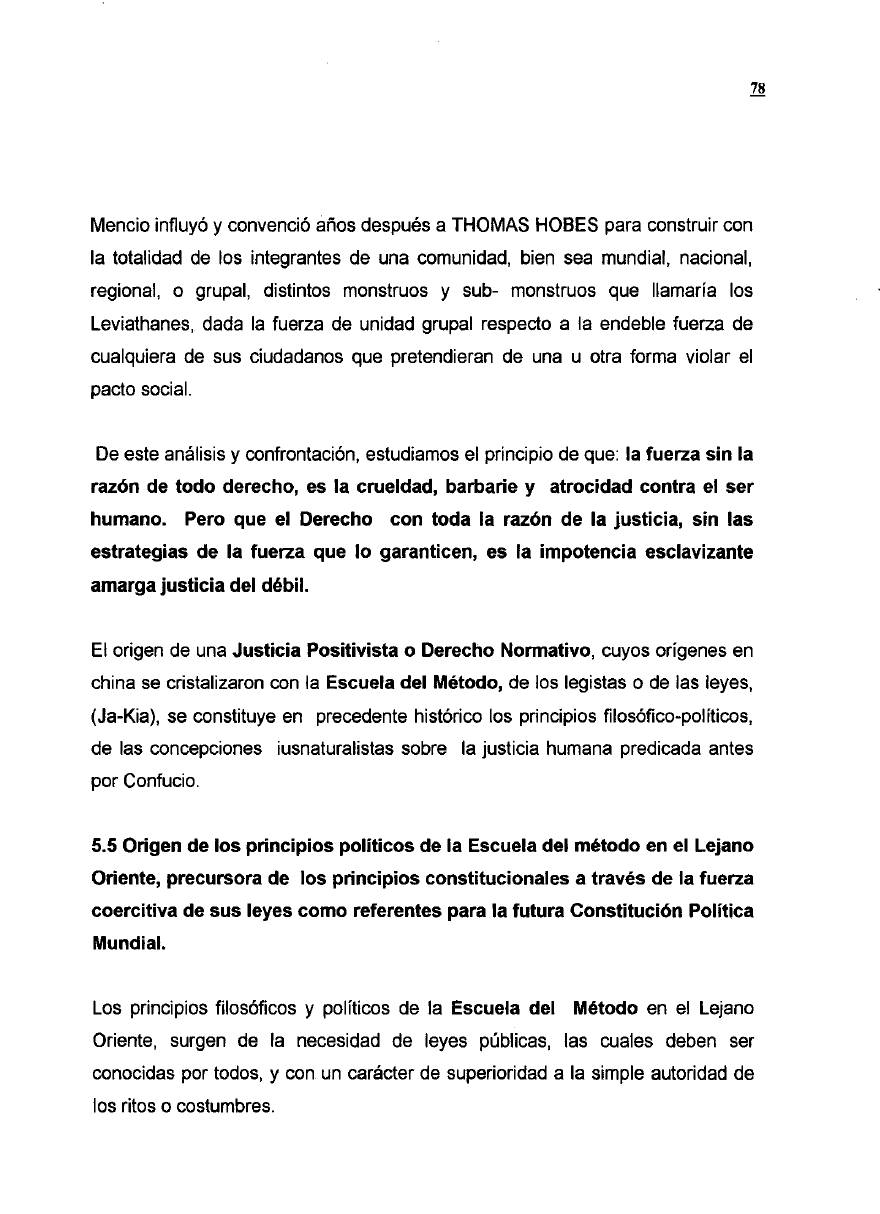 78
Mencio influyó y convenció años después a THOMAS HOBES para construir con
la totalidad de los integrantes de una comunidad, bien sea mundial, nacional,
regional, o grupal, distintos monstruos y sub- monstruos que llamaría los
Leviathanes, dada la fuerza de unidad grupal respecto a la endeble fuerza de
cualquiera de sus ciudadanos que pretendieran de una u otra forma violar el
pacto social.
De este análisis y confrontación, estudiamos el principio de que: la fuerza sin la
razón de todo derecho, es la crueldad, barbarie y atrocidad contra el ser
humano. Pero que el Derecho con toda la razón de la justicia, sin las
estrategias de la fuerza que lo garanticen, es la impotencia esclavizante
amarga justicia del débil.
El origen de una Justicia Positivista o Derecho Normativo, cuyos orígenes en
china se cristalizaron con la Escuela del Método, de los legistas o de las leyes,
(Ja-Kia), se constituye en precedente histórico los principios filosófico-políticos,
de las concepciones iusnaturalistas sobre la justicia humana predicada antes
por Confucio.
5.5 Origen de los principios políticos de la Escuela del método en el Lejano
Oriente, precursora de los principios constitucionales a través de la fuerza
coercitiva de sus leyes como referentes para la futura Constitución Política
Mundial.
Los principios filosóficos y políticos de la Escuela del Método en el Lejano
Oriente, surgen de la necesidad de leyes públicas, las cuales deben ser
conocidas por todos, y con un carácter de superioridad a la simple autoridad de
los ritos o costumbres.